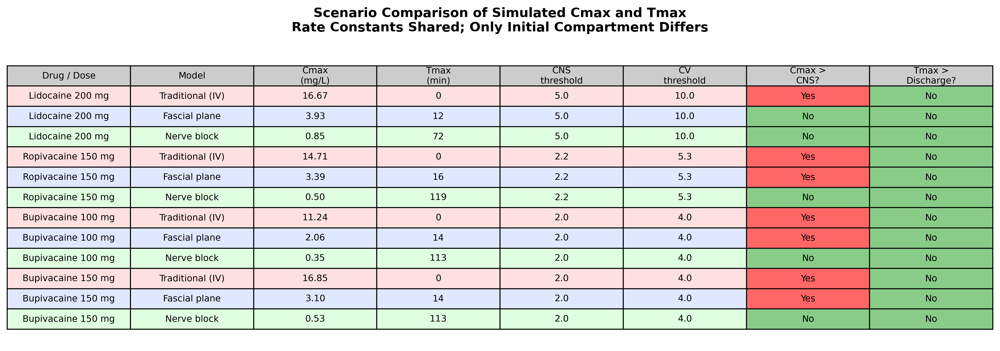 Scenario Comparison of Simulated Cmax and Tmax
Rate Constants Shared; Only Initial Compartment Differs
Drug / Dose Model Cmax (mg/L) Tmax (min) CNS threshold CV threshold Cmax > CNS? Tmax > Discharge?
Lidocaine 200 mg Traditional (IV) 16.67 0 5.0 10.0 Yes No
Lidocaine 200 mg Fascial plane 3.93 12 5.0 10.0 No No
Lidocaine 200 mg Nerve block 0.85 72 5.0 10.0 No No
Ropivacaine 150 mg Traditional (IV) 14.71 0 2.2 5.3 Yes No
Ropivacaine 150 mg Fascial plane 3.39 16 2.2 5.3 Yes No
Ropivacaine 150 mg Nerve block 0.50 119 2.2 5.3 No No
Bupivacaine 100 mg Traditional (IV) 11.24 0 2.0 4.0 Yes No
Bupivacaine 100 mg Fascial plane 2.06 14 2.0 4.0 Yes No
Bupivacaine 100 mg Nerve block 0.35 113 2.0 4.0 No No
Bupivacaine 150 mg Traditional (IV) 16.85 0 2.0 4.0 Yes No
Bupivacaine 150 mg Fascial plane 3.10 14 2.0 4.0 Yes No
Bupivacaine 150 mg Nerve block 0.53 113 2.0 4.0 No No